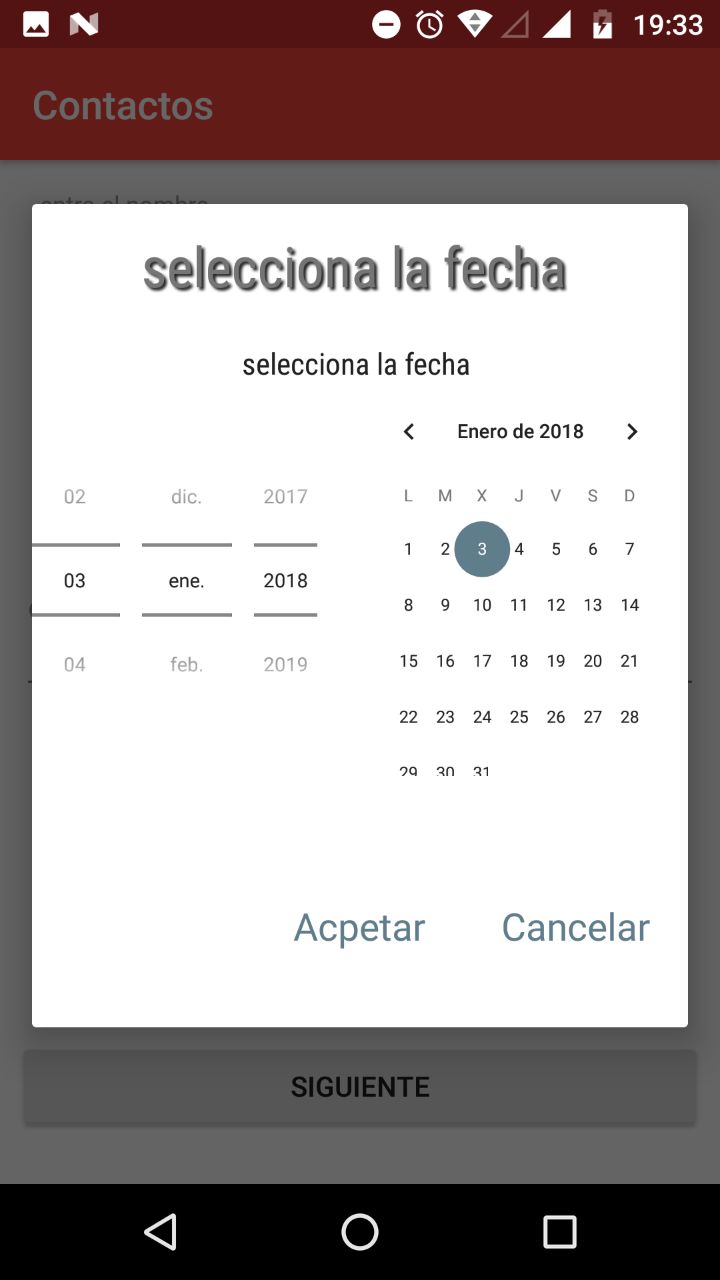 19:33
Contactos
entra el nombre
selecciona la fecha
selecciona la fecha
Enero de 2018
02 dic. 2017
03 ene. 2018
04 feb. 2019
L M X J V S D
1 2 3 4 5 6 7
8 9 10 11 12 13 14
15 16 17 18 19 20 21
22 23 24 25 26 27 28
29 30 31
Acpetar Cancelar
SIGUIENTE